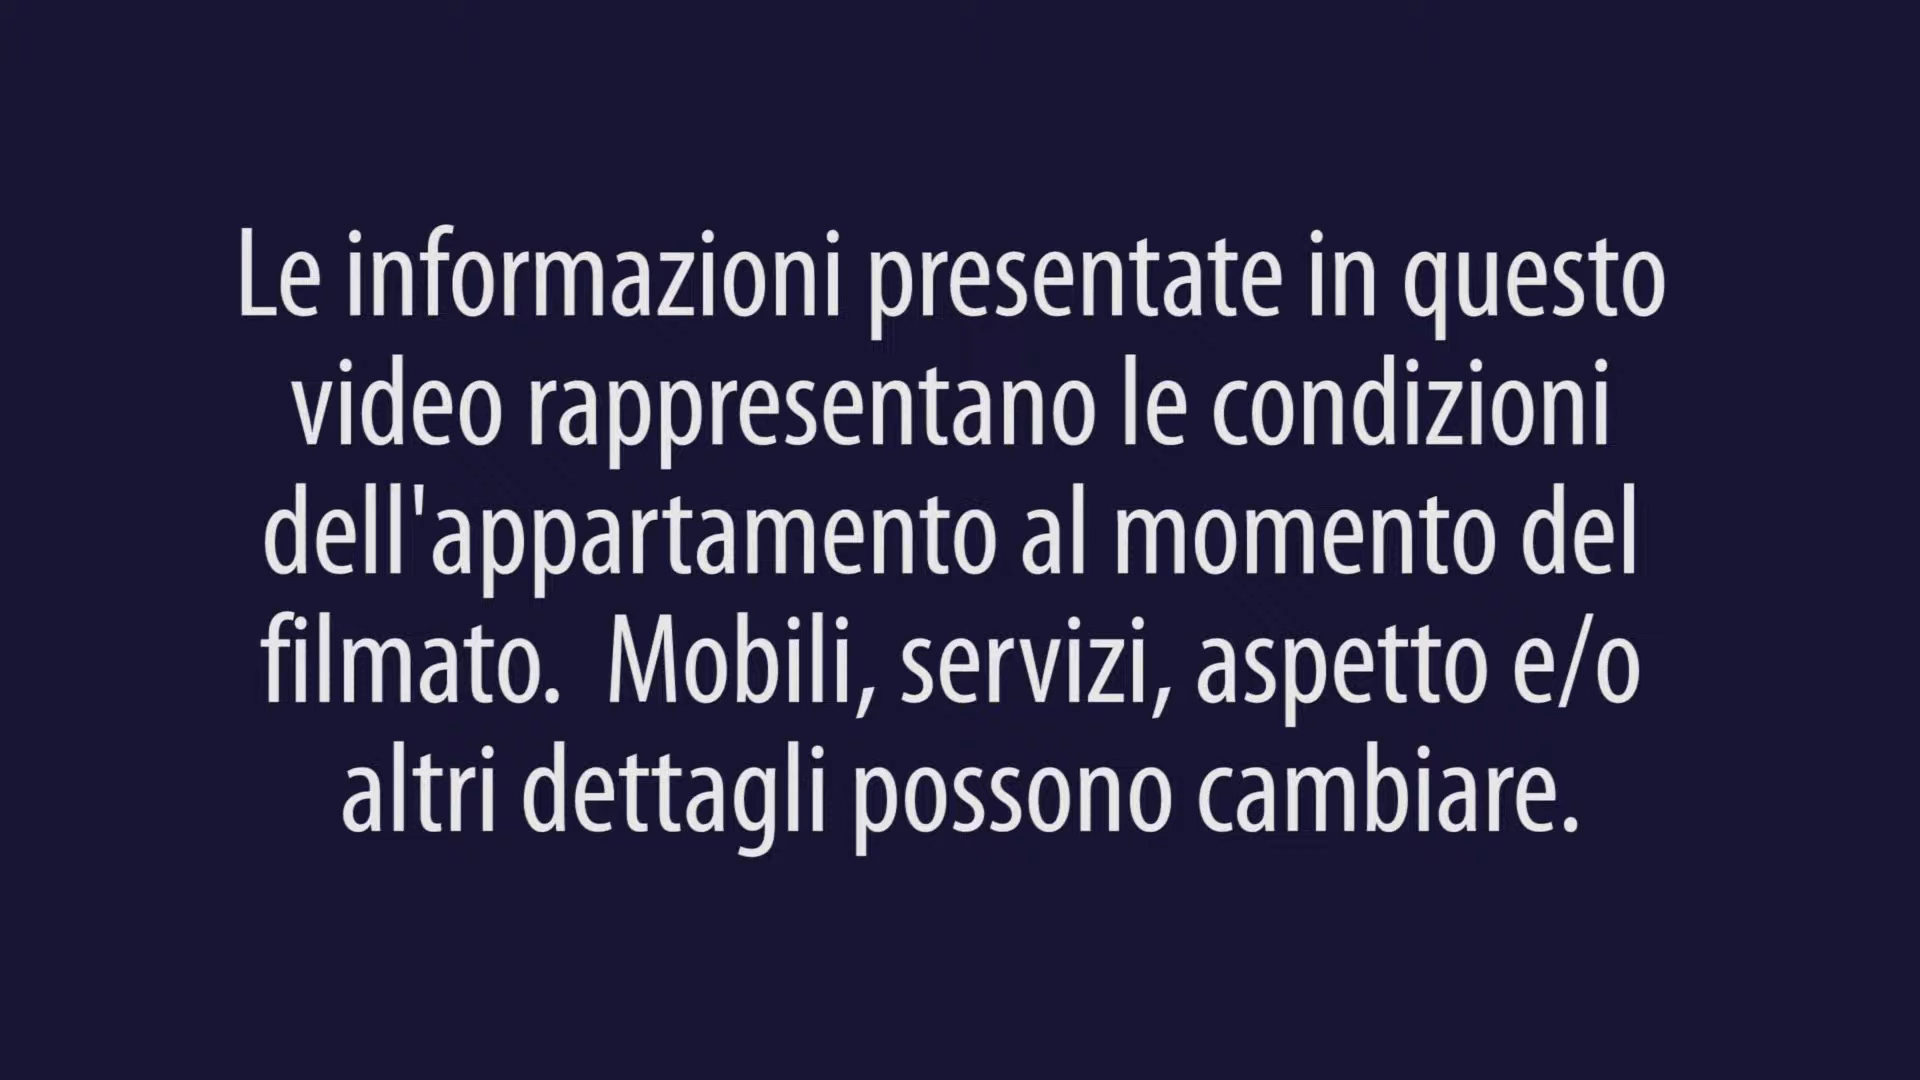 Le informazioni presentate in questo
video rappresentano le condizioni
dell'appartamento al momento del
filmato.  Mobili, servizi, aspetto e/o
altri dettagli possono cambiare.